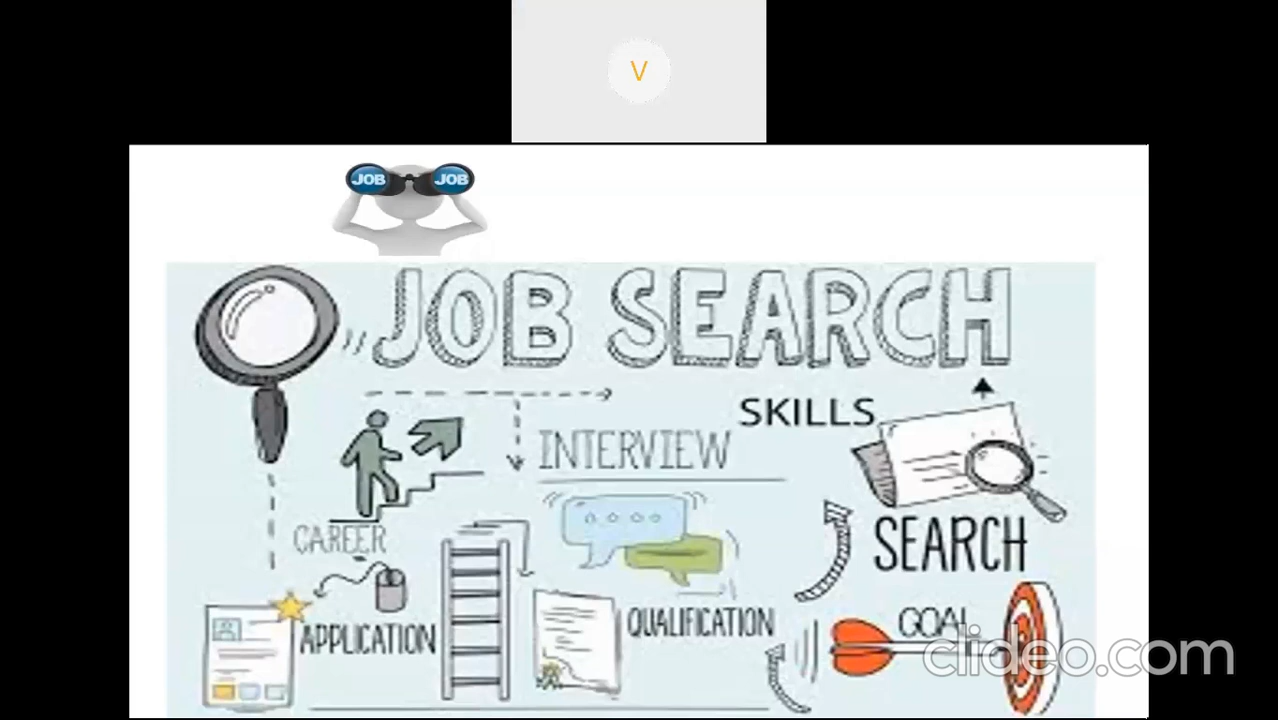 V
JOB JOB
JOB SEARCH
SKILLS
INTERVIEW
SEARCH
CAREER
APPLICATION
QUALIFICATION
GOAL
clideo.com